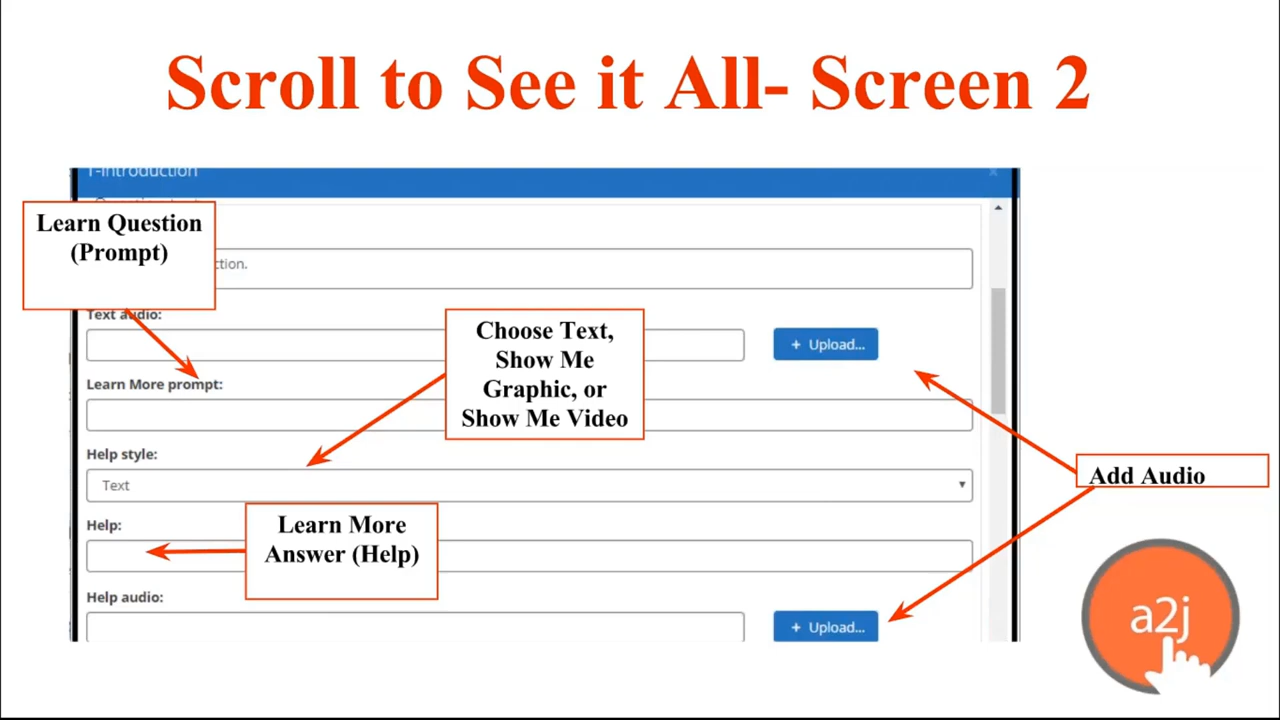 Scroll to See it All- Screen 2
1-Introduction
Learn Question
(Prompt)
ction.
Text audio:
Choose Text,
Show Me
Graphic, or
Show Me Video
+ Upload...
Learn More prompt:
Help style:
Text
Add Audio
Learn More
Answer (Help)
Help:
Help audio:
+ Upload...
a2j